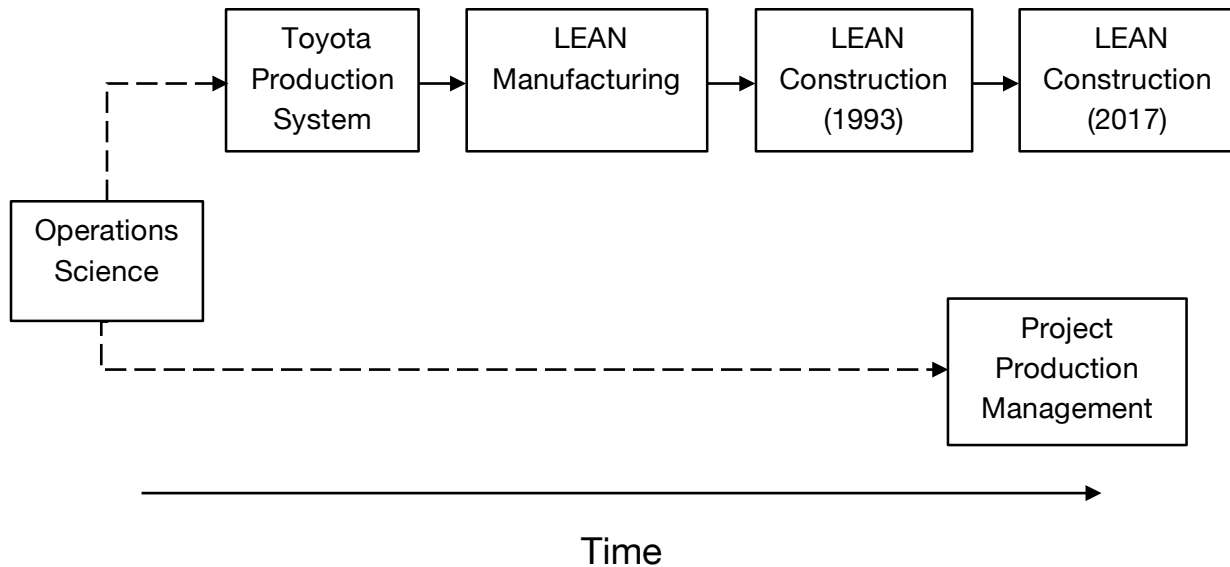 Toyota
Production
System
LEAN
Manufacturing
LEAN
Construction
(1993)
LEAN
Construction
(2017)
Operations
Science
Project
Production
Management
Time